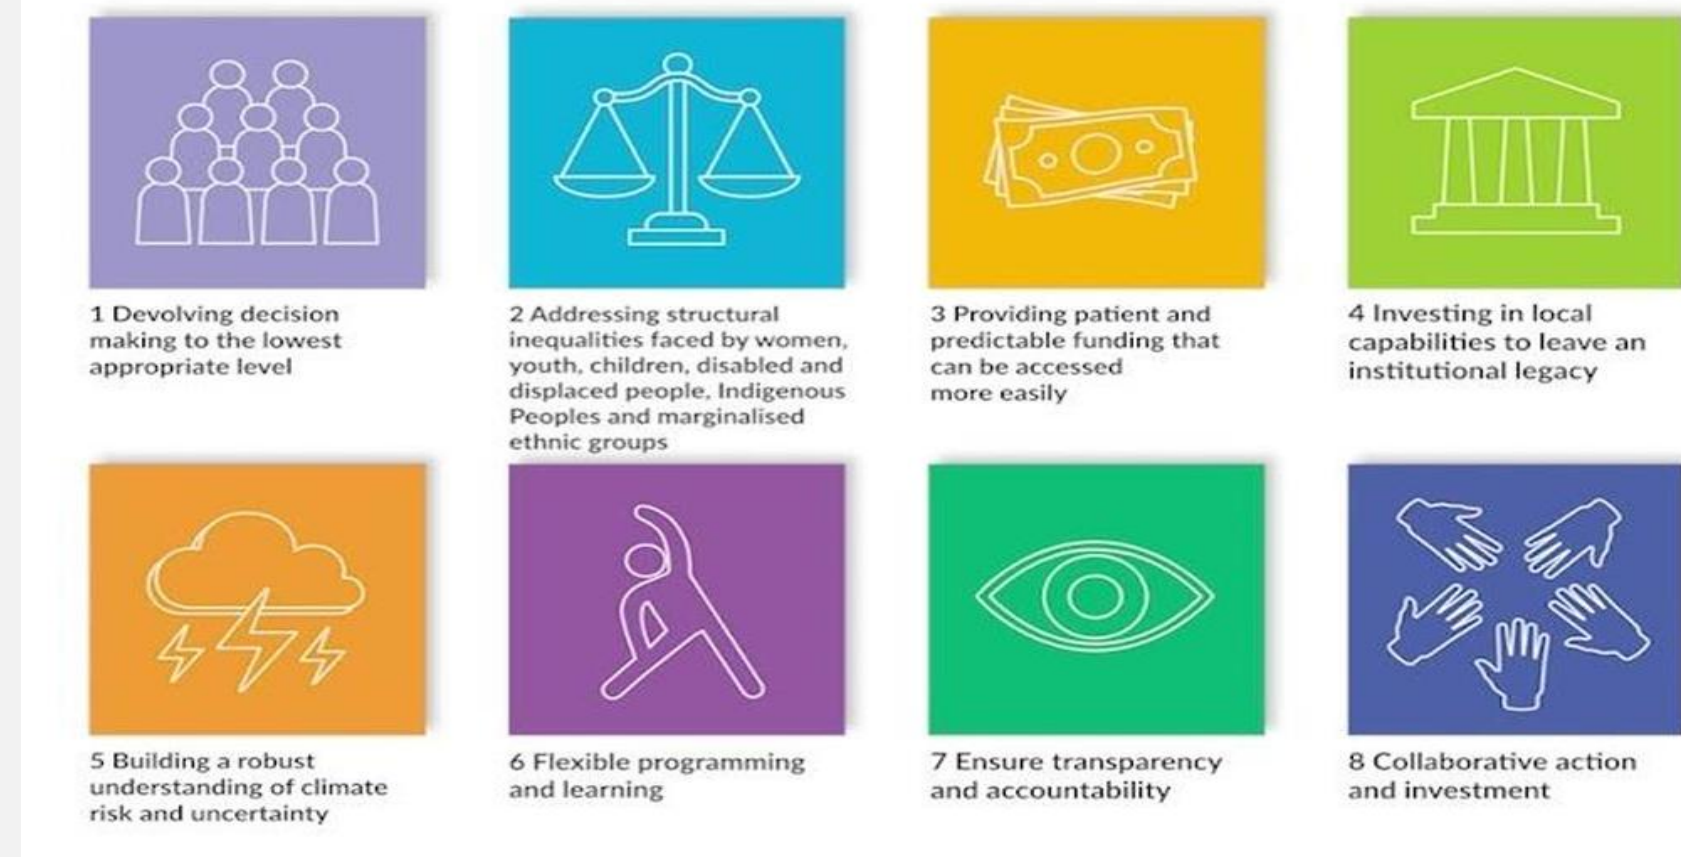 1 Devolving decision
making to the lowest
appropriate level
2 Addressing structural
inequalities faced by women,
youth, children, disabled and
displaced people, Indigenous
Peoples and marginalised
ethnic groups
3 Providing patient and
predictable funding that
can be accessed
more easily
4 Investing in local
capabilities to leave an
institutional legacy
5 Building a robust
understanding of climate
risk and uncertainty
6 Flexible programming
and learning
7 Ensure transparency
and accountability
8 Collaborative action
and investment